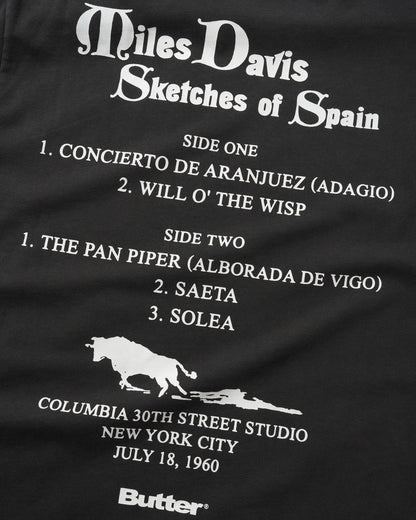 Miles Davis
Sketches of Spain
SIDE ONE
1. CONCIERTO DE ARANJUEZ (ADAGIO)
2. WILL O' THE WISP
SIDE TWO
1. THE PAN PIPER (ALBORADA DE VIGO)
2. SAETA
3. SOLEA
COLUMBIA 30TH STREET STUDIO
NEW YORK CITY
JULY 18, 1960
Butter®